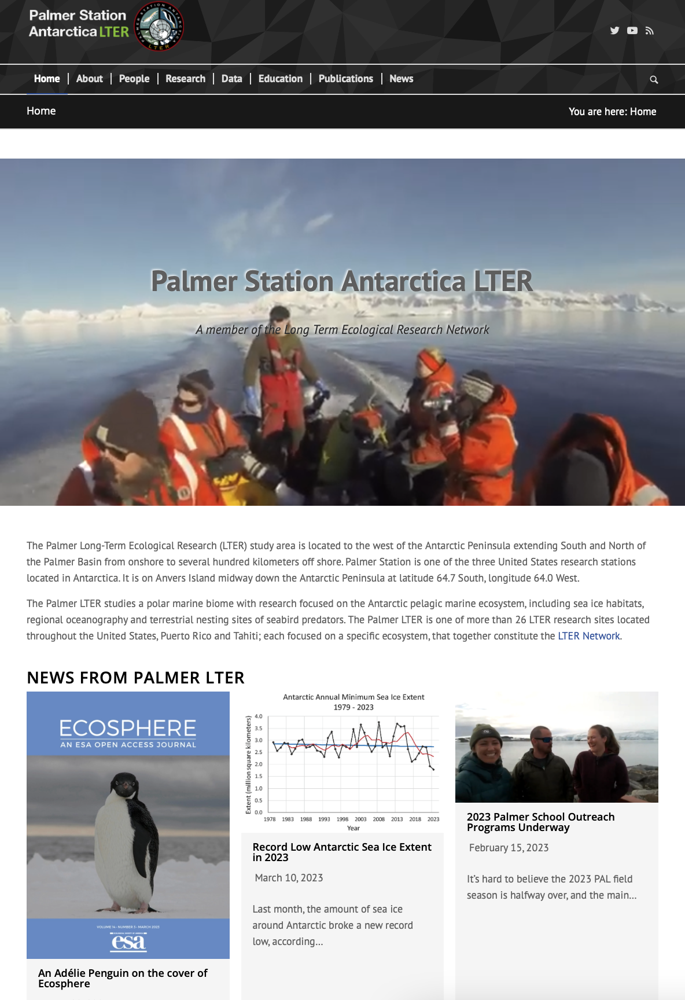 Palmer Station
Antarctica LTER
PALMER STATION ANTARCTICA
LTER
Home
About
People
Research
Data
Education
Publications
News
Home
You are here: Home
Palmer Station Antarctica LTER
A member of the Long Term Ecological Research Network
The Palmer Long-Term Ecological Research (LTER) study area is located to the west of the Antarctic Peninsula extending South and North of
the Palmer Basin from onshore to several hundred kilometers off shore. Palmer Station is one of the three United States research stations
located in Antarctica. It is on Anvers Island midway down the Antarctic Peninsula at latitude 64.7 South, longitude 64.0 West.
The Palmer LTER studies a polar marine biome with research focused on the Antarctic pelagic marine ecosystem, including sea ice habitats,
regional oceanography and terrestrial nesting sites of seabird predators. The Palmer LTER is one of more than 26 LTER research sites located
throughout the United States, Puerto Rico and Tahiti; each focused on a specific ecosystem, that together constitute the LTER Network.
NEWS FROM PALMER LTER
ECOSPHERE
AN ESA OPEN ACCESS JOURNAL
VOLUME 14 • NUMBER 3 • MARCH 2023
esa
An Adélie Penguin on the cover of
Ecosphere
Antarctic Annual Minimum Sea Ice Extent
1979 - 2023
Extent (million square kilometers)
4.0
3.5
3.0
2.5
2.0
1.5
1.0
0.5
0.0
1978 1983 1988 1993 1998 2003 2008 2013 2018 2023
Year
Record Low Antarctic Sea Ice Extent
in 2023
March 10, 2023
Last month, the amount of sea ice
around Antarctic broke a new record
low, according...
2023 Palmer School Outreach
Programs Underway
February 15, 2023
It's hard to believe the 2023 PAL field
season is halfway over, and the main...